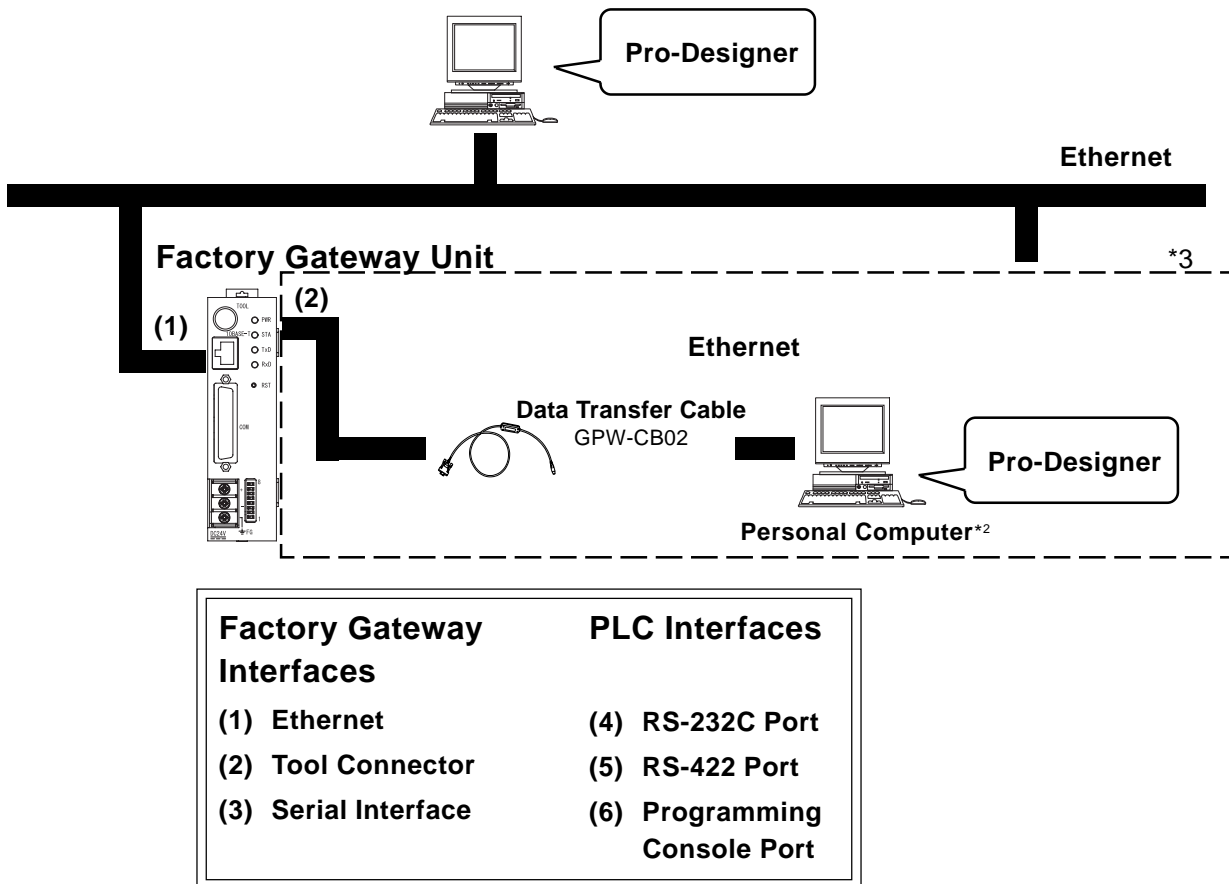 Pro-Designer
Ethernet
Factory Gateway Unit
*3
(1)
(2)
TOOL
PWR
10BASE-T
STA
TxD
RxD
RST
COM
8
1
DC24V
FG
Ethernet
Data Transfer Cable
GPW-CB02
Pro-Designer
Personal Computer*2
Factory Gateway
Interfaces
(1) Ethernet
(2) Tool Connector
(3) Serial Interface
PLC Interfaces
(4) RS-232C Port
(5) RS-422 Port
(6) Programming
Console Port